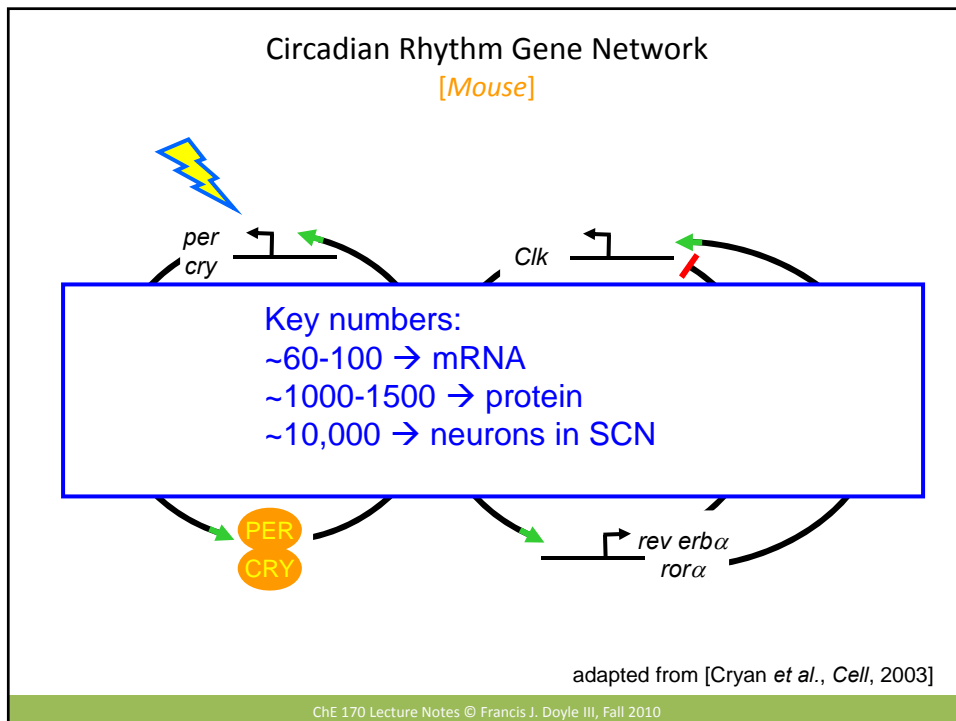 Circadian Rhythm Gene Network
[Mouse]
per
cry
Clk
Key numbers:
~60-100 → mRNA
~1000-1500 → protein
~10,000 → neurons in SCN
PER
CRY
rev erbα
rorα
adapted from [Cryan et al., Cell, 2003]
ChE 170 Lecture Notes © Francis J. Doyle III, Fall 2010